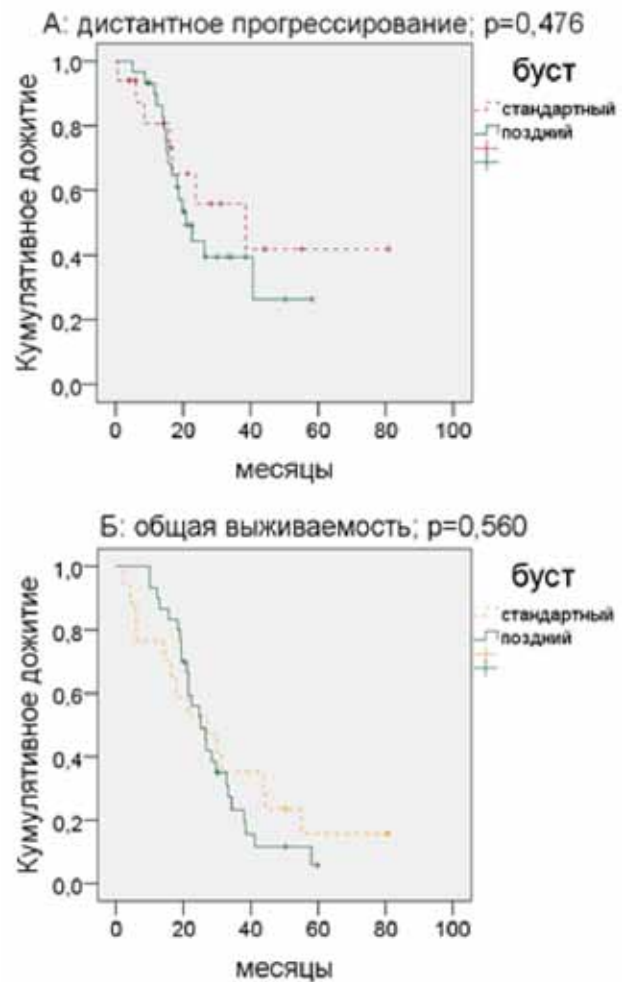 А: дистантное прогрессирование; p=0,476
Кумулятивное дожитие
1,0
0,8
0,6
0,4
0,2
0,0
0 20 40 60 80 100
месяцы
буст
стандартный
поздний
Б: общая выживаемость; p=0,560
Кумулятивное дожитие
1,0
0,8
0,6
0,4
0,2
0,0
0 20 40 60 80 100
месяцы
буст
стандартный
поздний